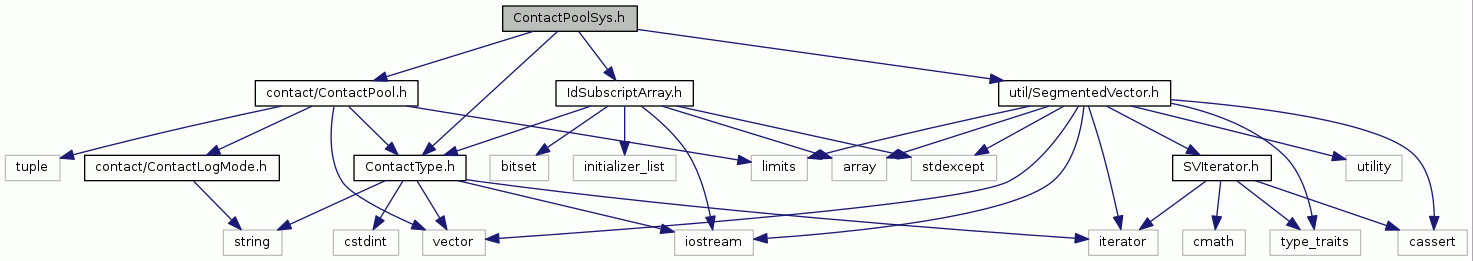 ContactPoolSys.h
contact/ContactPool.h
IdSubscriptArray.h
util/SegmentedVector.h
tuple
contact/ContactLogMode.h
ContactType.h
bitset
initializer_list
limits
array
stdexcept
SVIterator.h
utility
string
cstdint
vector
iostream
iterator
cmath
type_traits
cassert